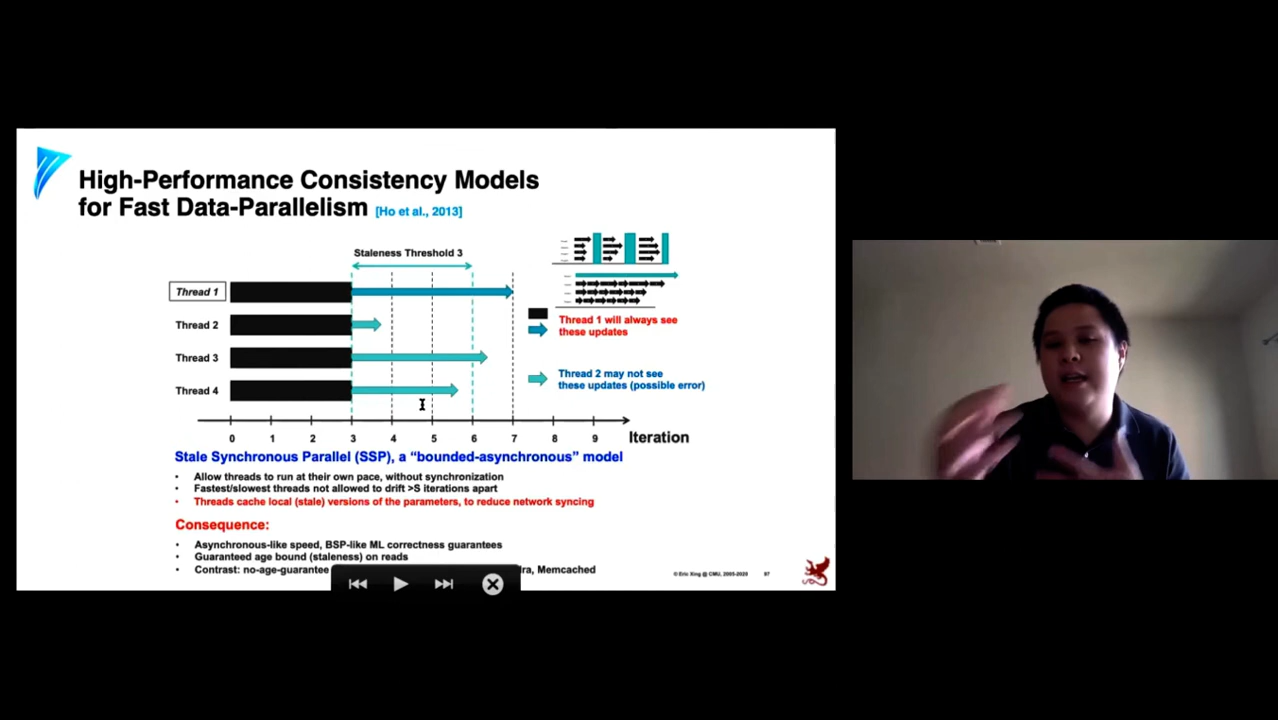 High-Performance Consistency Models
for Fast Data-Parallelism [Ho et al., 2013]
Staleness Threshold 3
Thread 1
Thread 2
Thread 3
Thread 4
Thread 1 will always see
these updates
Thread 2 may not see
these updates (possible error)
0 1 2 3 4 5 6 7 8 9 Iteration
Stale Synchronous Parallel (SSP), a “bounded-asynchronous” model
• Allow threads to run at their own pace, without synchronization
• Fastest/slowest threads not allowed to drift >S iterations apart
• Threads cache local (stale) versions of the parameters, to reduce network syncing
Consequence:
• Asynchronous-like speed, BSP-like ML correctness guarantees
• Guaranteed age bound (staleness) on reads
• Contrast: no-age-guarantee Memcached
© Eric Xing @ CMU, 2005-2020